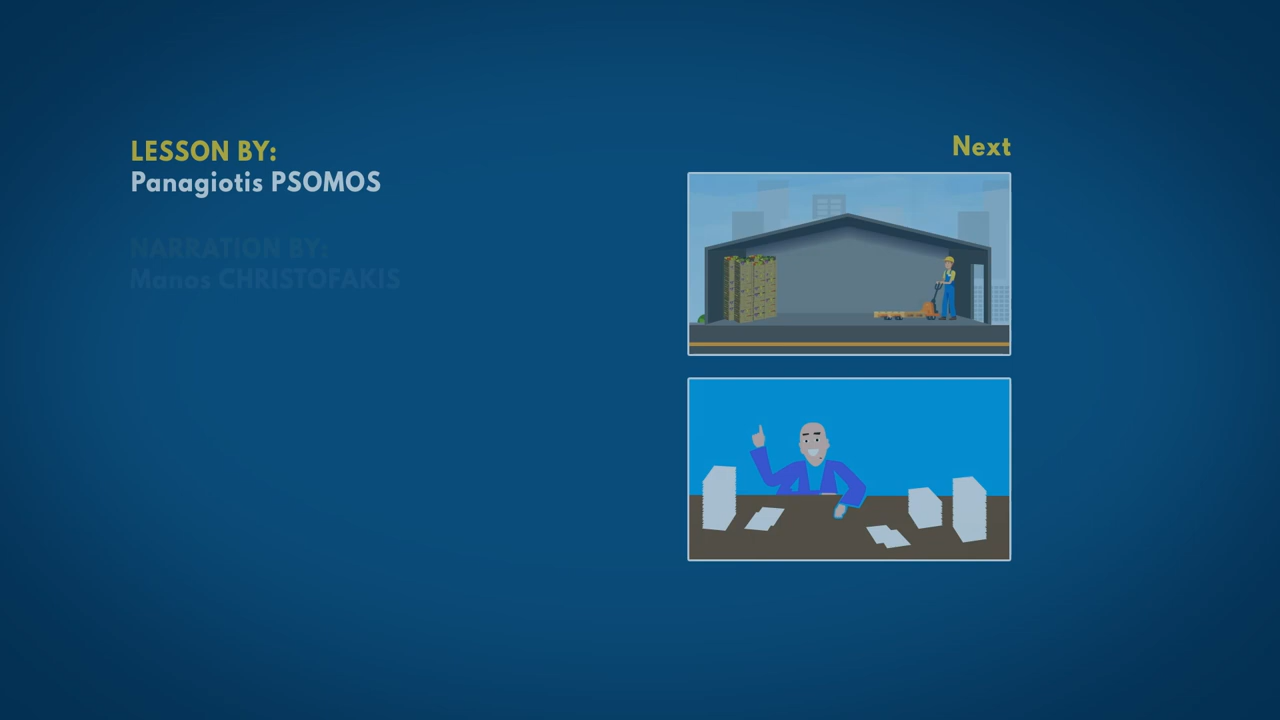 LESSON BY:
Panagiotis PSOMOS
NARRATION BY:
Manos CHRISTOFAKIS
Next